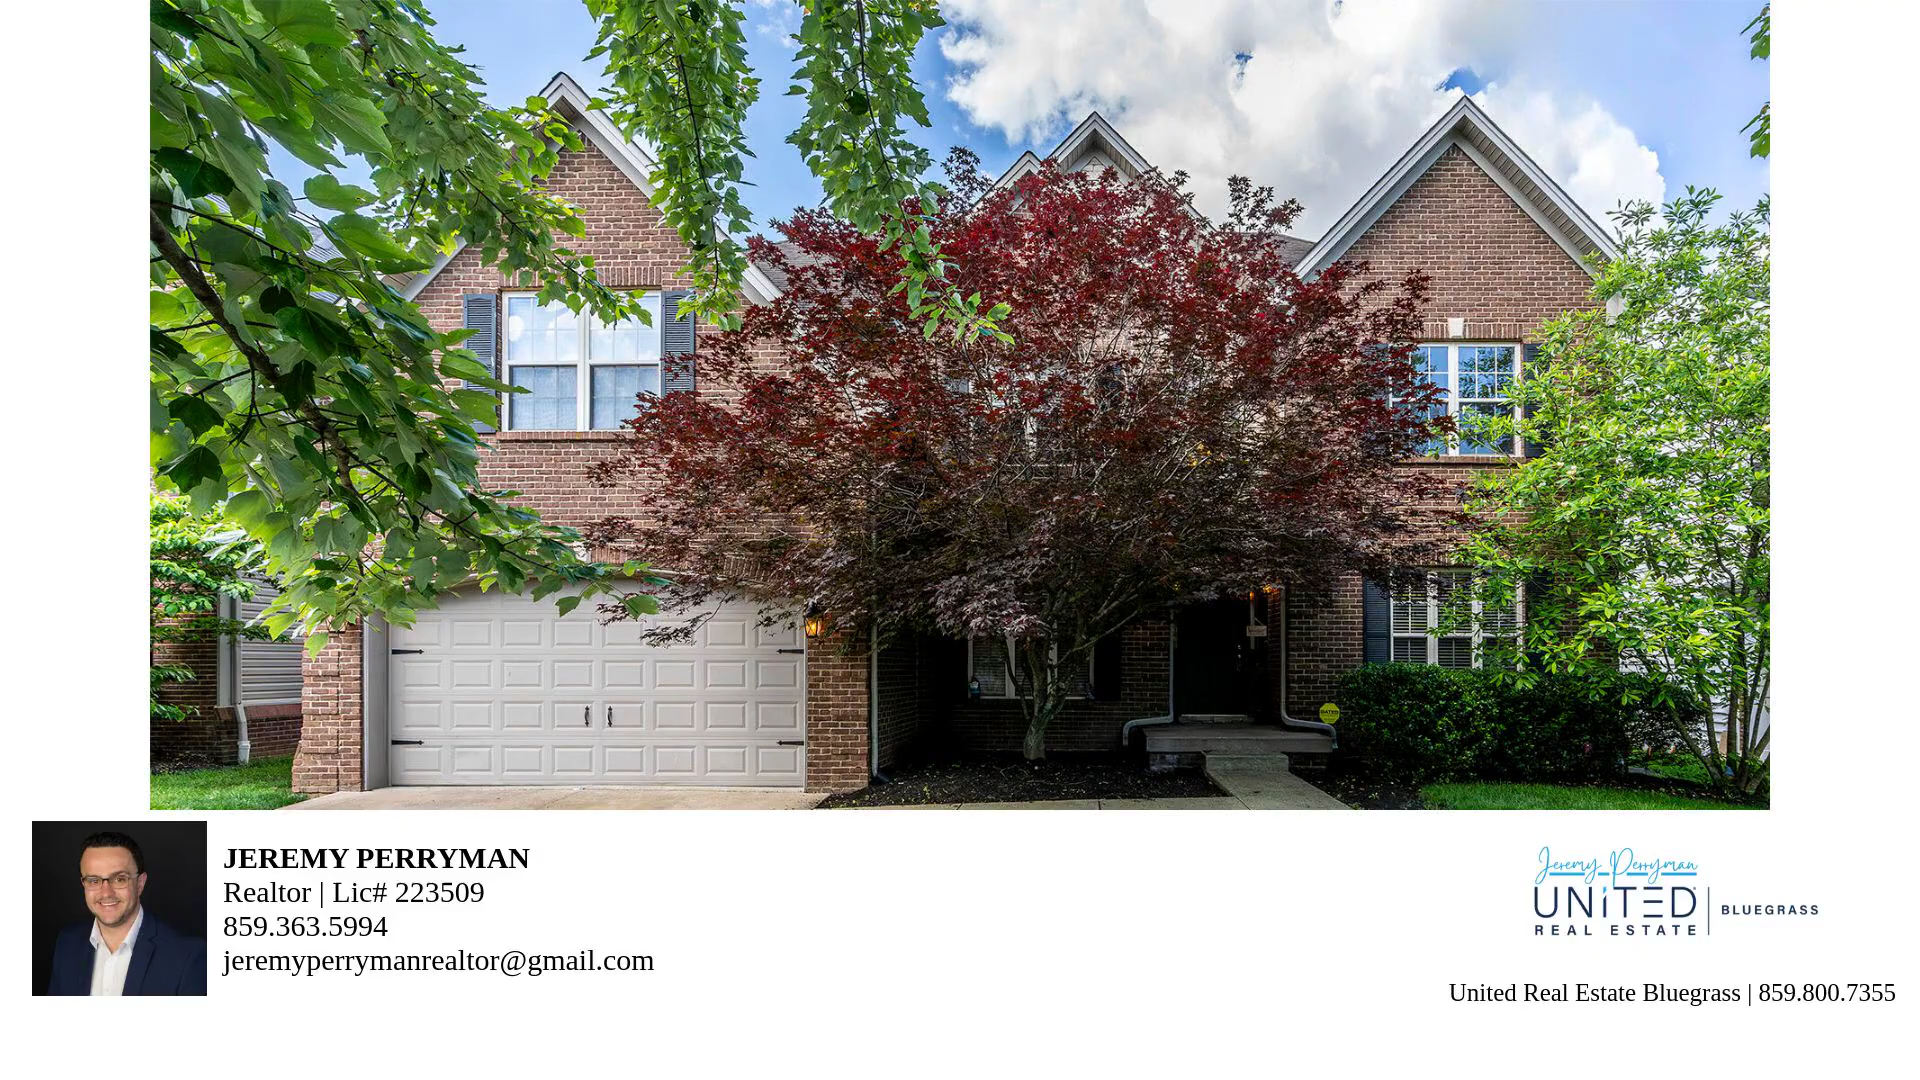 JEREMY PERRYMAN
Realtor | Lic# 223509
859.363.5994
jeremyperrymanrealtor@gmail.com
Jeremy Perryman
UNiTED
REAL ESTATE
BLUEGRASS
United Real Estate Bluegrass | 859.800.7355